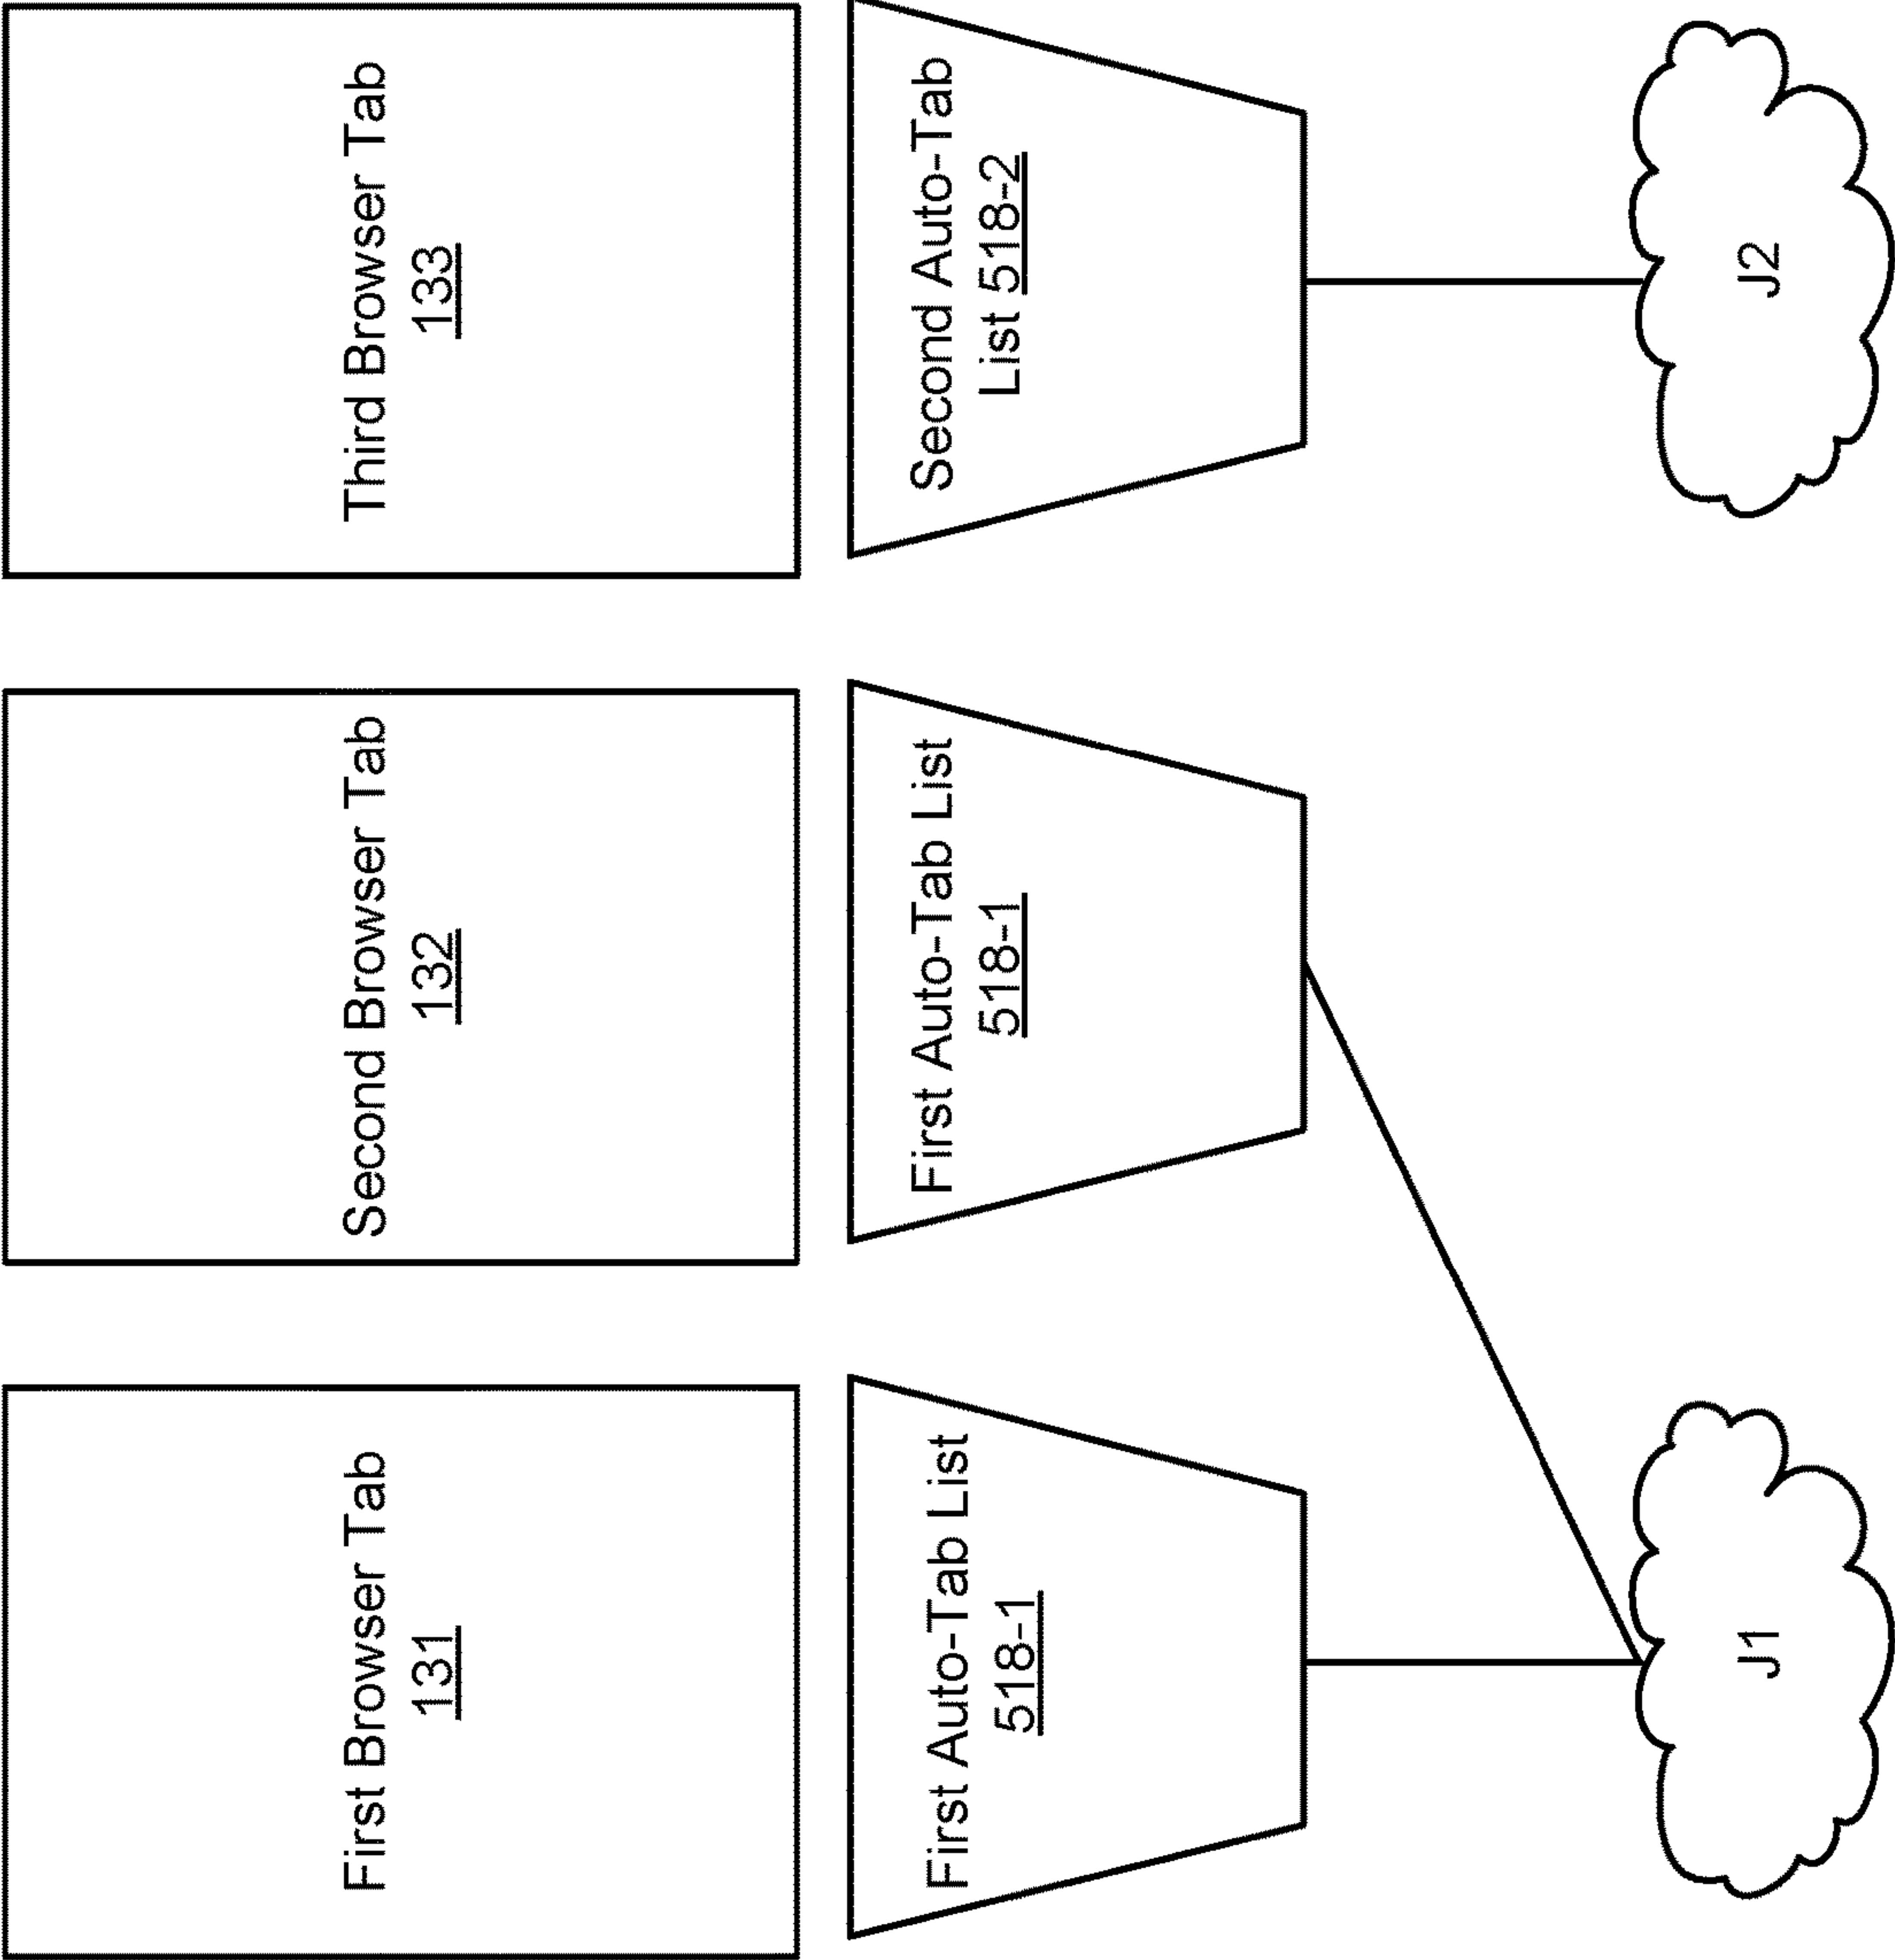 First Browser Tab
131
First Auto-Tab List
518-1
J1
Second Browser Tab
132
First Auto-Tab List
518-1
Third Browser Tab
133
Second Auto-Tab
List 518-2
J2